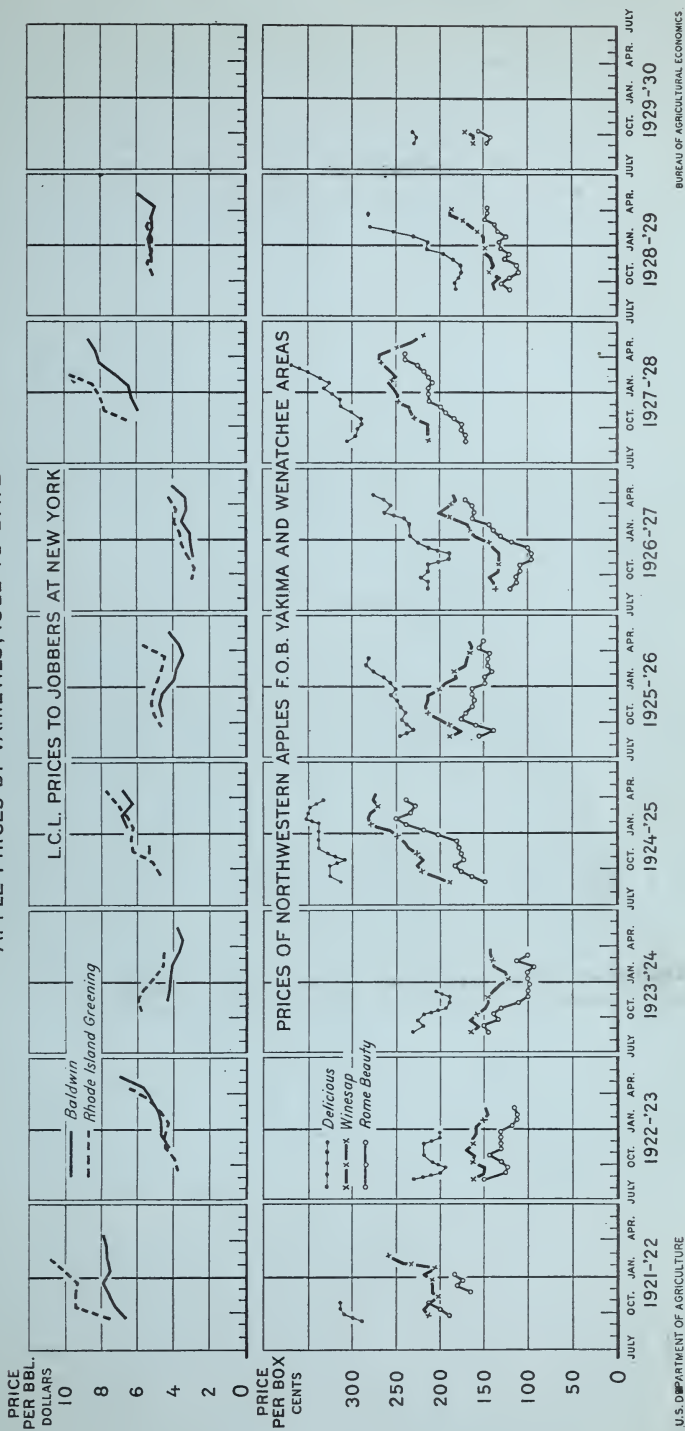 APPLE PRICES BY VARIETIES, 1921 TO DATE
PRICE
PER BBL.
DOLLARS
L.C.L. PRICES TO JOBBERS AT NEW YORK
Baldwin
Rhode Island Greening
10
8
6
4
2
0
PRICE
PER BOX
CENTS
PRICES OF NORTHWESTERN APPLES F.O.B. YAKIMA AND WENATCHEE AREAS
Delicious
Winesap
Rome Beauty
300
250
200
150
100
50
0
JULY OCT. JAN. APR. JULY OCT. JAN. APR. JULY OCT. JAN. APR. JULY OCT. JAN. APR. JULY OCT. JAN. APR. JULY OCT. JAN. APR. JULY OCT. JAN. APR. JULY OCT. JAN. APR. JULY OCT. JAN. APR. JULY
1921-'22 1922-'23 1923-'24 1924-'25 1925-'26 1926-'27 1927-'28 1928-'29 1929-'30
U.S. DEPARTMENT OF AGRICULTURE BUREAU OF AGRICULTURAL ECONOMICS